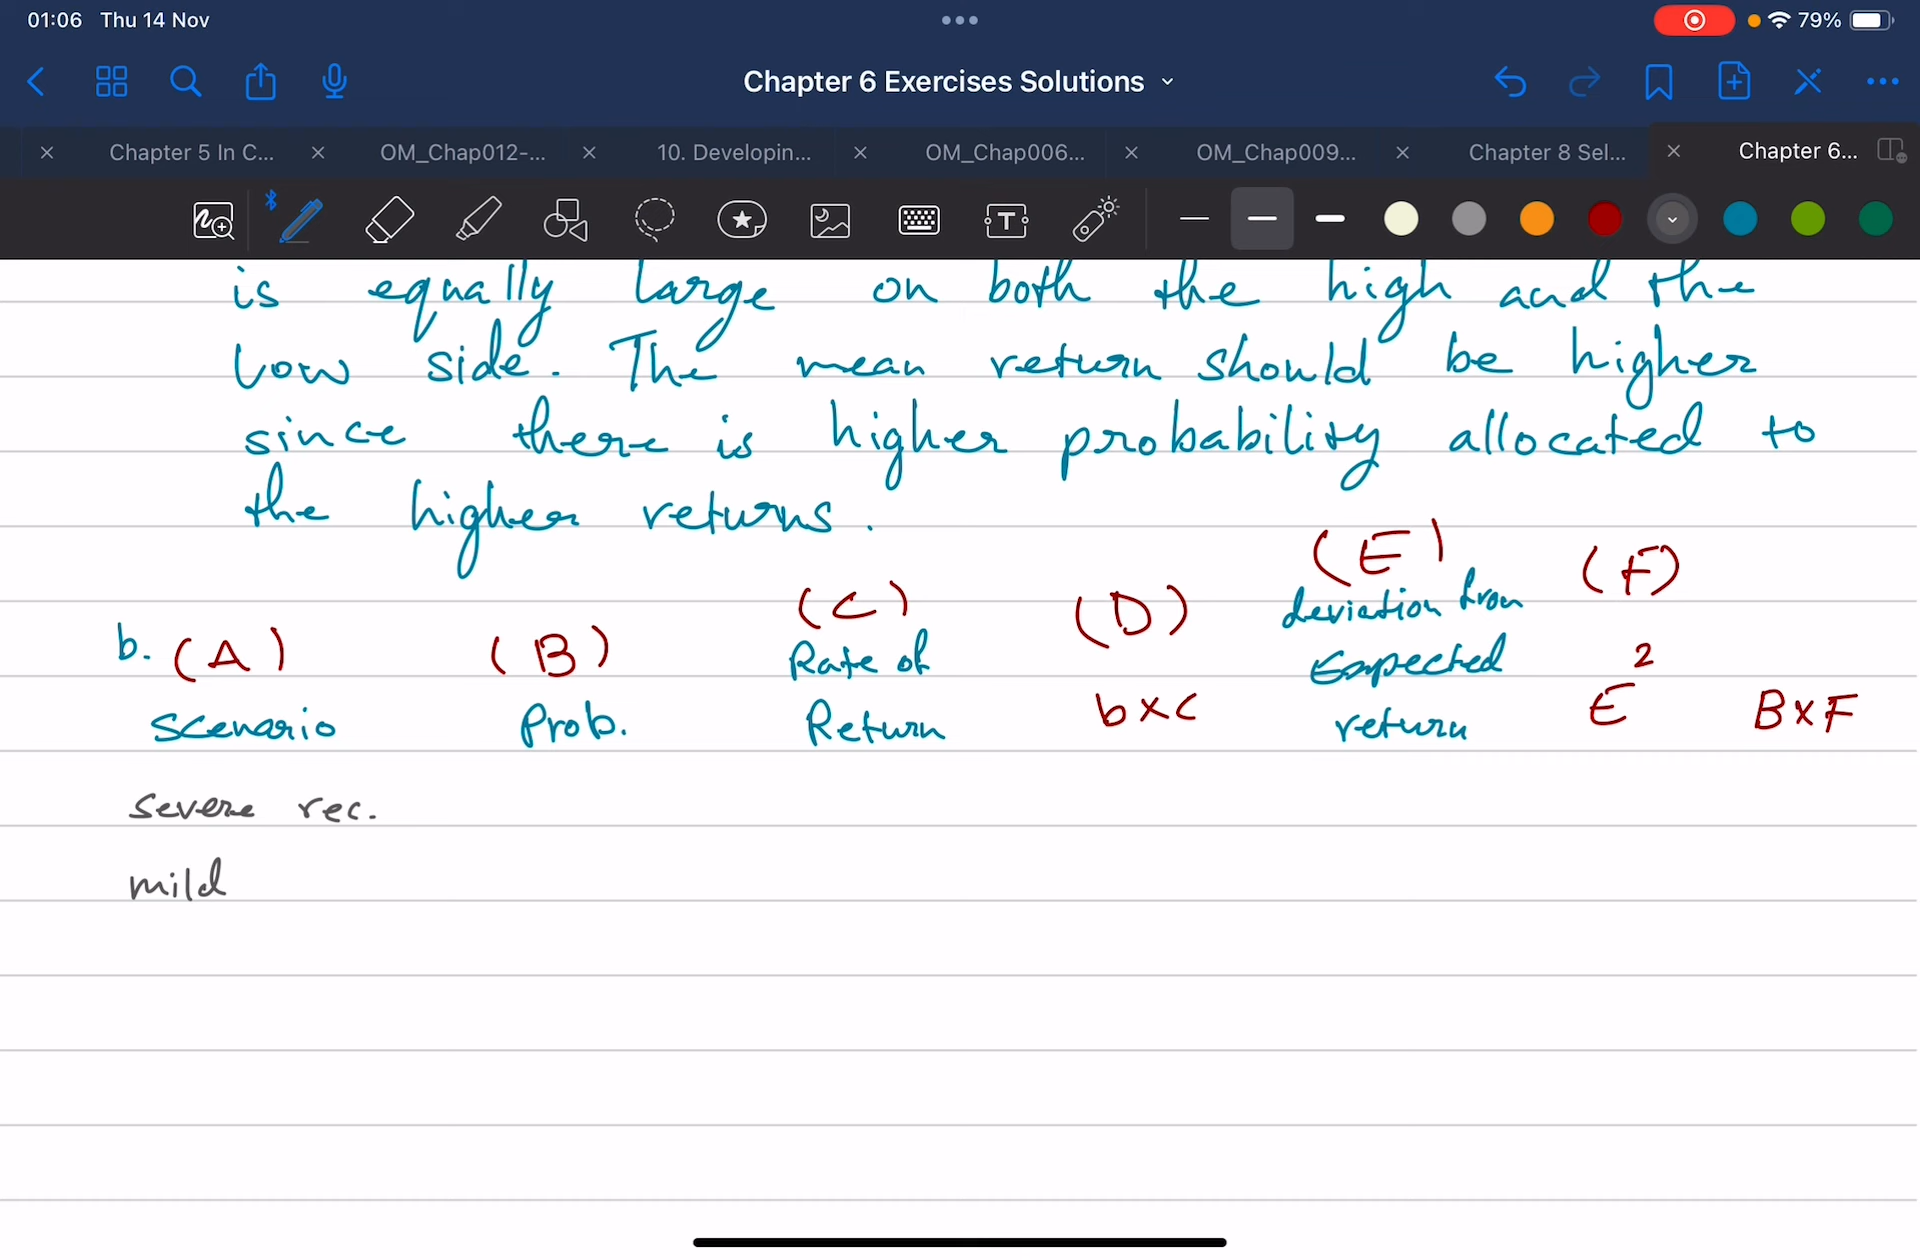 01:06 Thu 14 Nov
79%
Chapter 6 Exercises Solutions
Chapter 5 In C... OM_Chap012-... 10. Developin... OM_Chap006... OM_Chap009... Chapter 8 Sel... Chapter 6...
is equally large on both the high and the
low side. The mean return should be higher
since there is higher probability allocated to
the higher returns.
b. (A) (B) (C) (D) (E) (F)
Scenario Prob. Rate of Return b×c deviation from Expected return E² B×F
severe rec.
mild